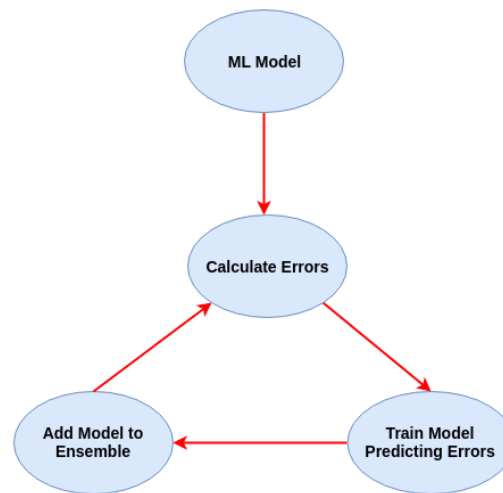 ML Model
Calculate Errors
Add Model to
Ensemble
Train Model
Predicting Errors